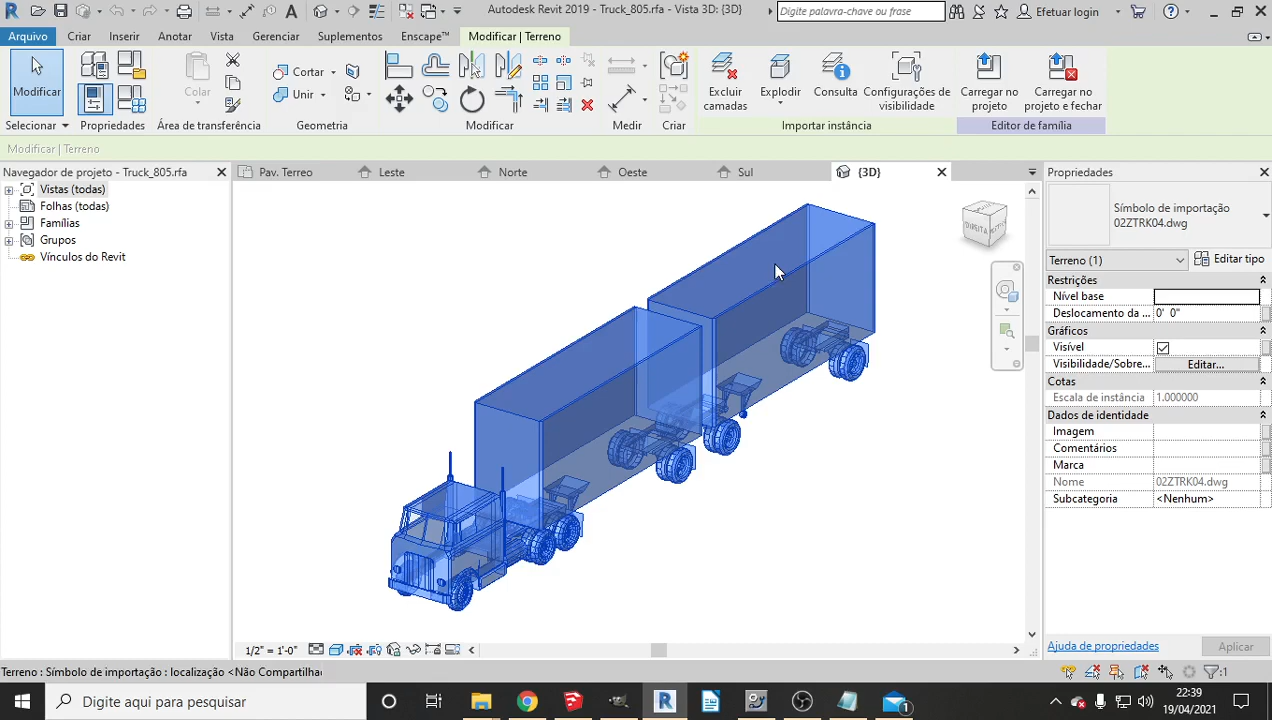 Autodesk Revit 2019 - Truck_805.rfa - Vista 3D: {3D}
Digite palavra-chave ou frase
Efetuar login
Arquivo
Criar
Inserir
Anotar
Vista
Gerenciar
Suplementos
Enscape™
Modificar | Terreno
Modificar
Colar
Cortar
Unir
Excluir camadas
Explodir
Consulta
Configurações de visibilidade
Carregar no projeto
Carregar no projeto e fechar
Selecionar
Propriedades
Área de transferência
Geometria
Modificar
Medir
Criar
Importar instância
Editor de família
Modificar | Terreno
Navegador de projeto - Truck_805.rfa
Vistas (todas)
Folhas (todas)
Famílias
Grupos
Vínculos do Revit
Pav. Terreo
Leste
Norte
Oeste
Sul
{3D}
DIREITA
Propriedades
Símbolo de importação
02ZTRK04.dwg
Terreno (1)
Editar tipo
Restrições
Nível base
Deslocamento da ... 0' 0"
Gráficos
Visível
Visibilidade/Sobre... Editar...
Cotas
Escala de instância 1.000000
Dados de identidade
Imagem
Comentários
Marca
Nome 02ZTRK04.dwg
Subcategoria <Nenhum>
Ajuda de propriedades
Aplicar
1/2" = 1'-0"
Terreno : Símbolo de importação : localização <Não Compartilha
:1
Digite aqui para pesquisar
1
22:39
19/04/2021